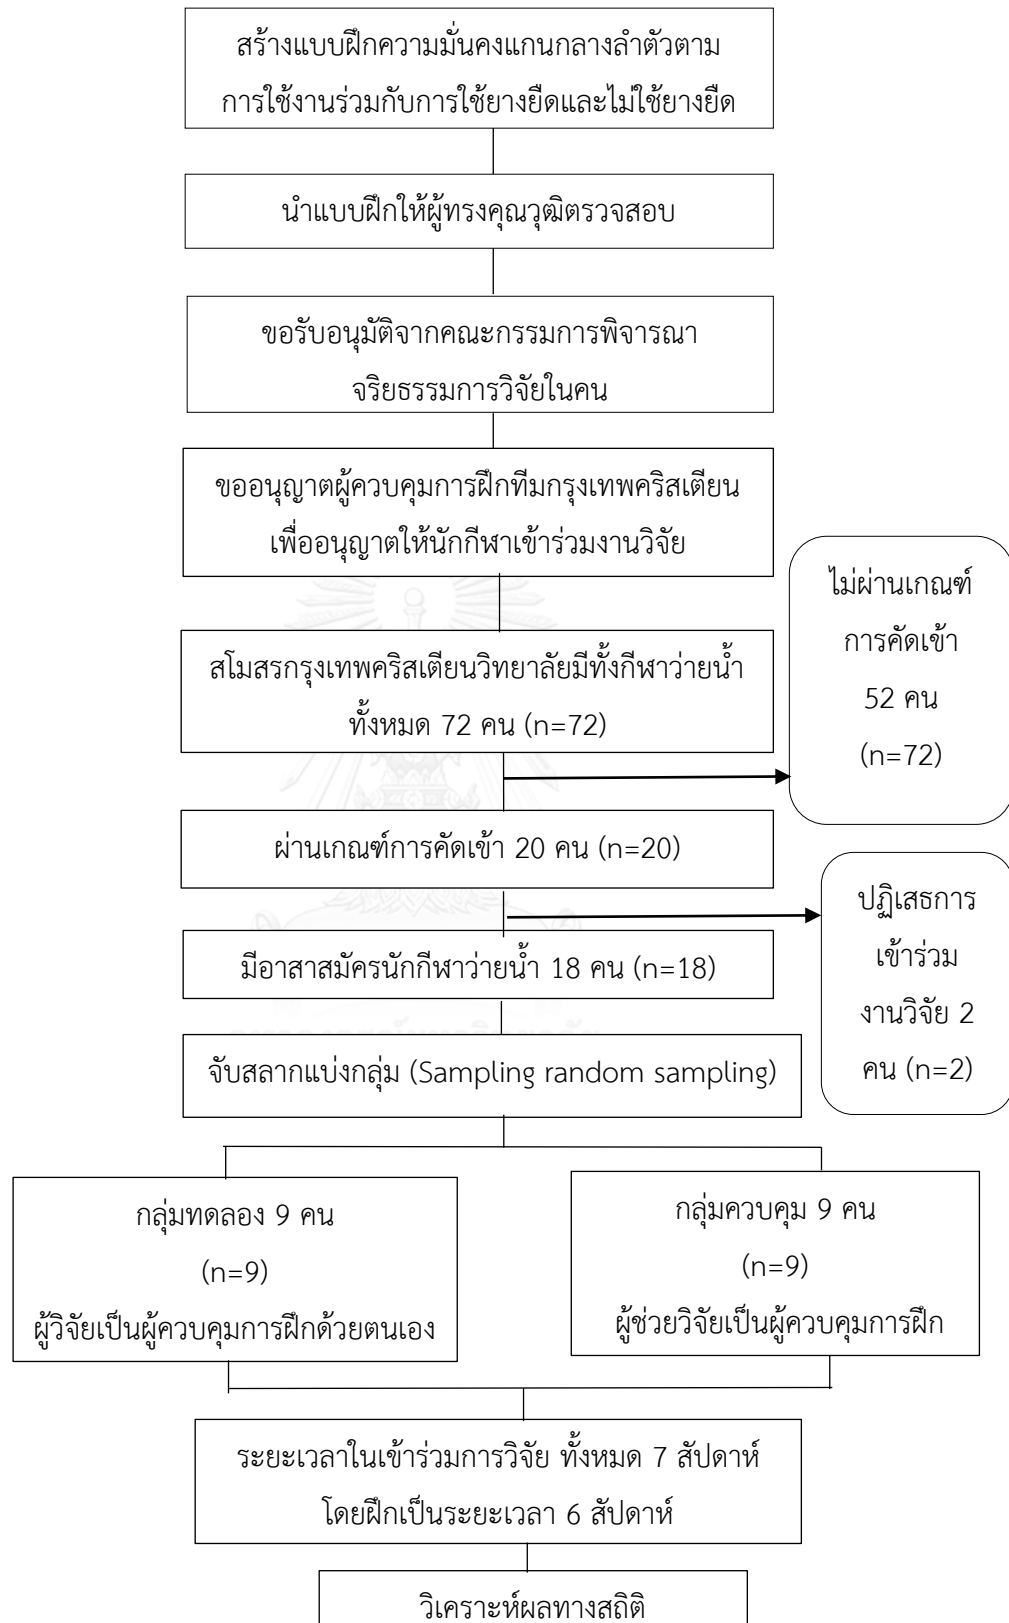 สร้างแบบฝึกความมั่นคงแกนกลางลำตัวตาม
การใช้งานร่วมกับการใช้ยางยืดและไม่ใช้ยางยืด
นำแบบฝึกให้ผู้ทรงคุณวุฒิตรวจสอบ
ขอรับอนุมัติจากคณะกรรมการพิจารณา
จริยธรรมการวิจัยในคน
ขออนุญาตผู้ควบคุมการฝึกทีมกรุงเทพคริสเตียน
เพื่ออนุญาตให้นักกีฬาเข้าร่วมงานวิจัย
สโมสรกรุงเทพคริสเตียนวิทยาลัยมีทั้งกีฬาว่ายน้ำ
ทั้งหมด 72 คน (n=72)
ไม่ผ่านเกณฑ์
การคัดเข้า
52 คน
(n=72)
ผ่านเกณฑ์การคัดเข้า 20 คน (n=20)
ปฏิเสธการ
เข้าร่วม
งานวิจัย 2
คน (n=2)
มีอาสาสมัครนักกีฬาว่ายน้ำ 18 คน (n=18)
จับสลากแบ่งกลุ่ม (Sampling random sampling)
กลุ่มทดลอง 9 คน
(n=9)
ผู้วิจัยเป็นผู้ควบคุมการฝึกด้วยตนเอง
กลุ่มควบคุม 9 คน
(n=9)
ผู้ช่วยวิจัยเป็นผู้ควบคุมการฝึก
ระยะเวลาในเข้าร่วมการวิจัย ทั้งหมด 7 สัปดาห์
โดยฝึกเป็นระยะเวลา 6 สัปดาห์
วิเคราะห์ผลทางสถิติ